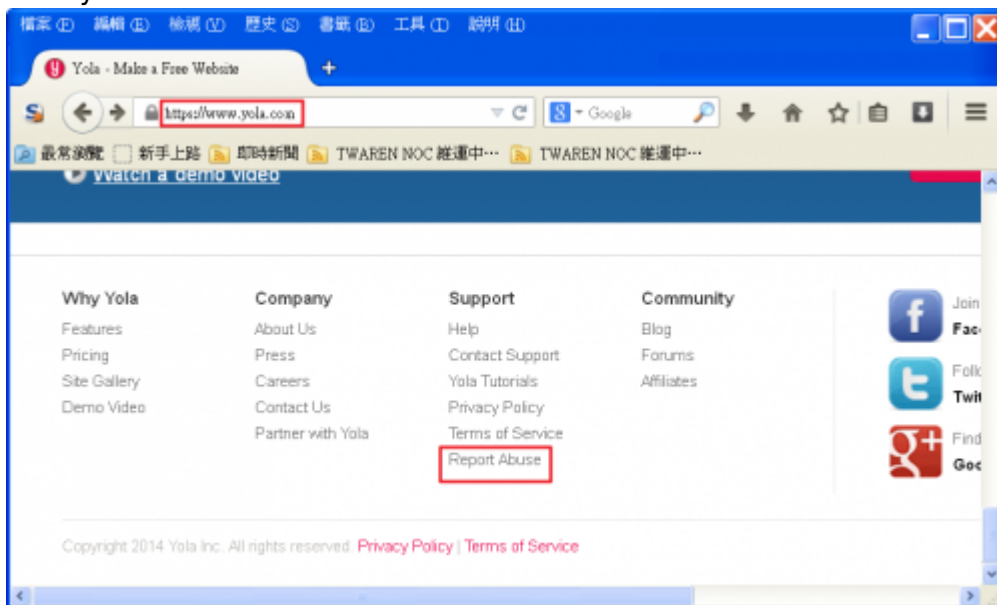 檔案(F) 編輯(E) 檢視(V) 歷史(S) 書籤(B) 工具(T) 說明(H)
Yola - Make a Free Website
https://www.yola.com
Google
最常瀏覽 新手上路 即時新聞 TWAREN NOC 維運中… TWAREN NOC 維運中…
Watch a demo video
Why Yola Company Support Community
Join
Features About Us Help Blog
Pricing Press Contact Support Forums
Site Gallery Careers Yola Tutorials Affiliates
Demo Video Contact Us Privacy Policy
Partner with Yola Terms of Service
Report Abuse
Find
Copyright 2014 Yola Inc. All rights reserved. Privacy Policy | Terms of Service